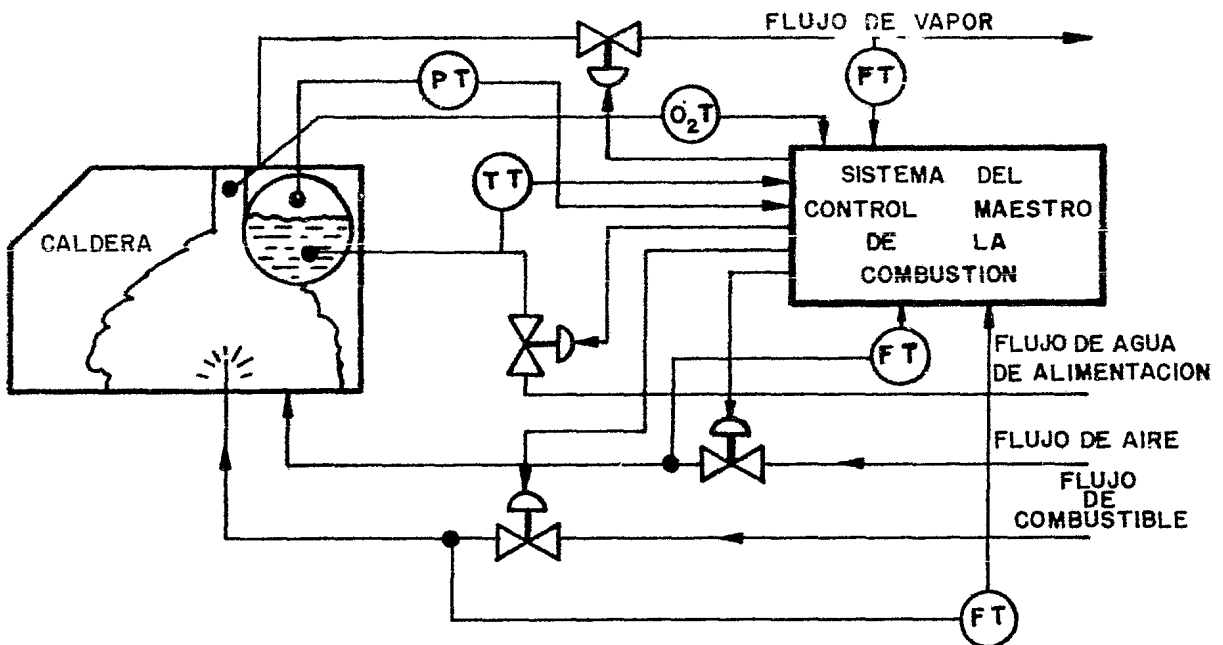 FLUJO DE VAPOR
PT
FT
O2T
TT
SISTEMA DEL
CONTROL MAESTRO
DE LA
COMBUSTION
CALDERA
FT
FLUJO DE AGUA
DE ALIMENTACION
FLUJO DE AIRE
FLUJO
DE
COMBUSTIBLE
FT